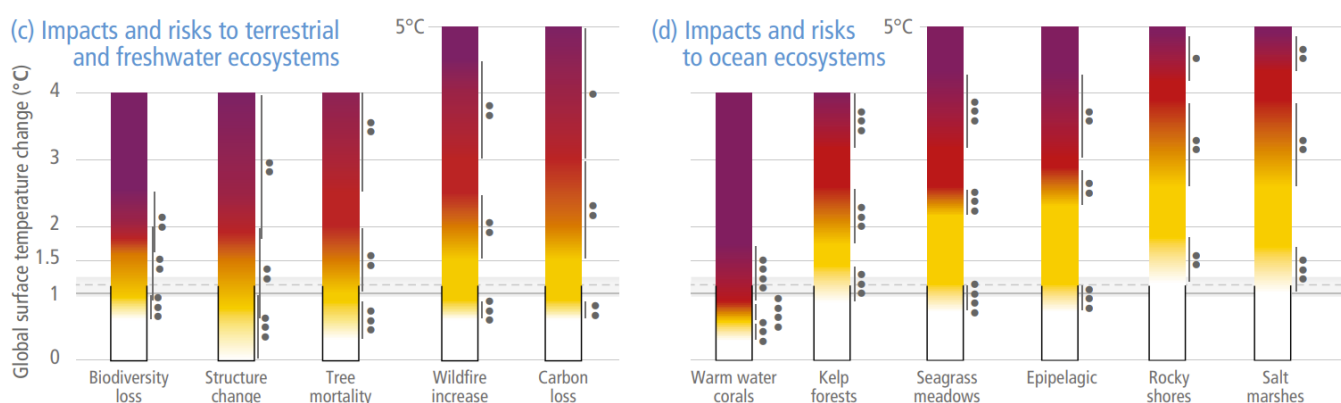 (c) Impacts and risks to terrestrial
and freshwater ecosystems
5°C
Global surface temperature change (°C)
4
3
2
1.5
1
0
Biodiversity
loss
Structure
change
Tree
mortality
Wildfire
increase
Carbon
loss
(d) Impacts and risks
to ocean ecosystems
5°C
Warm water
corals
Kelp
forests
Seagrass
meadows
Epipelagic
Rocky
shores
Salt
marshes